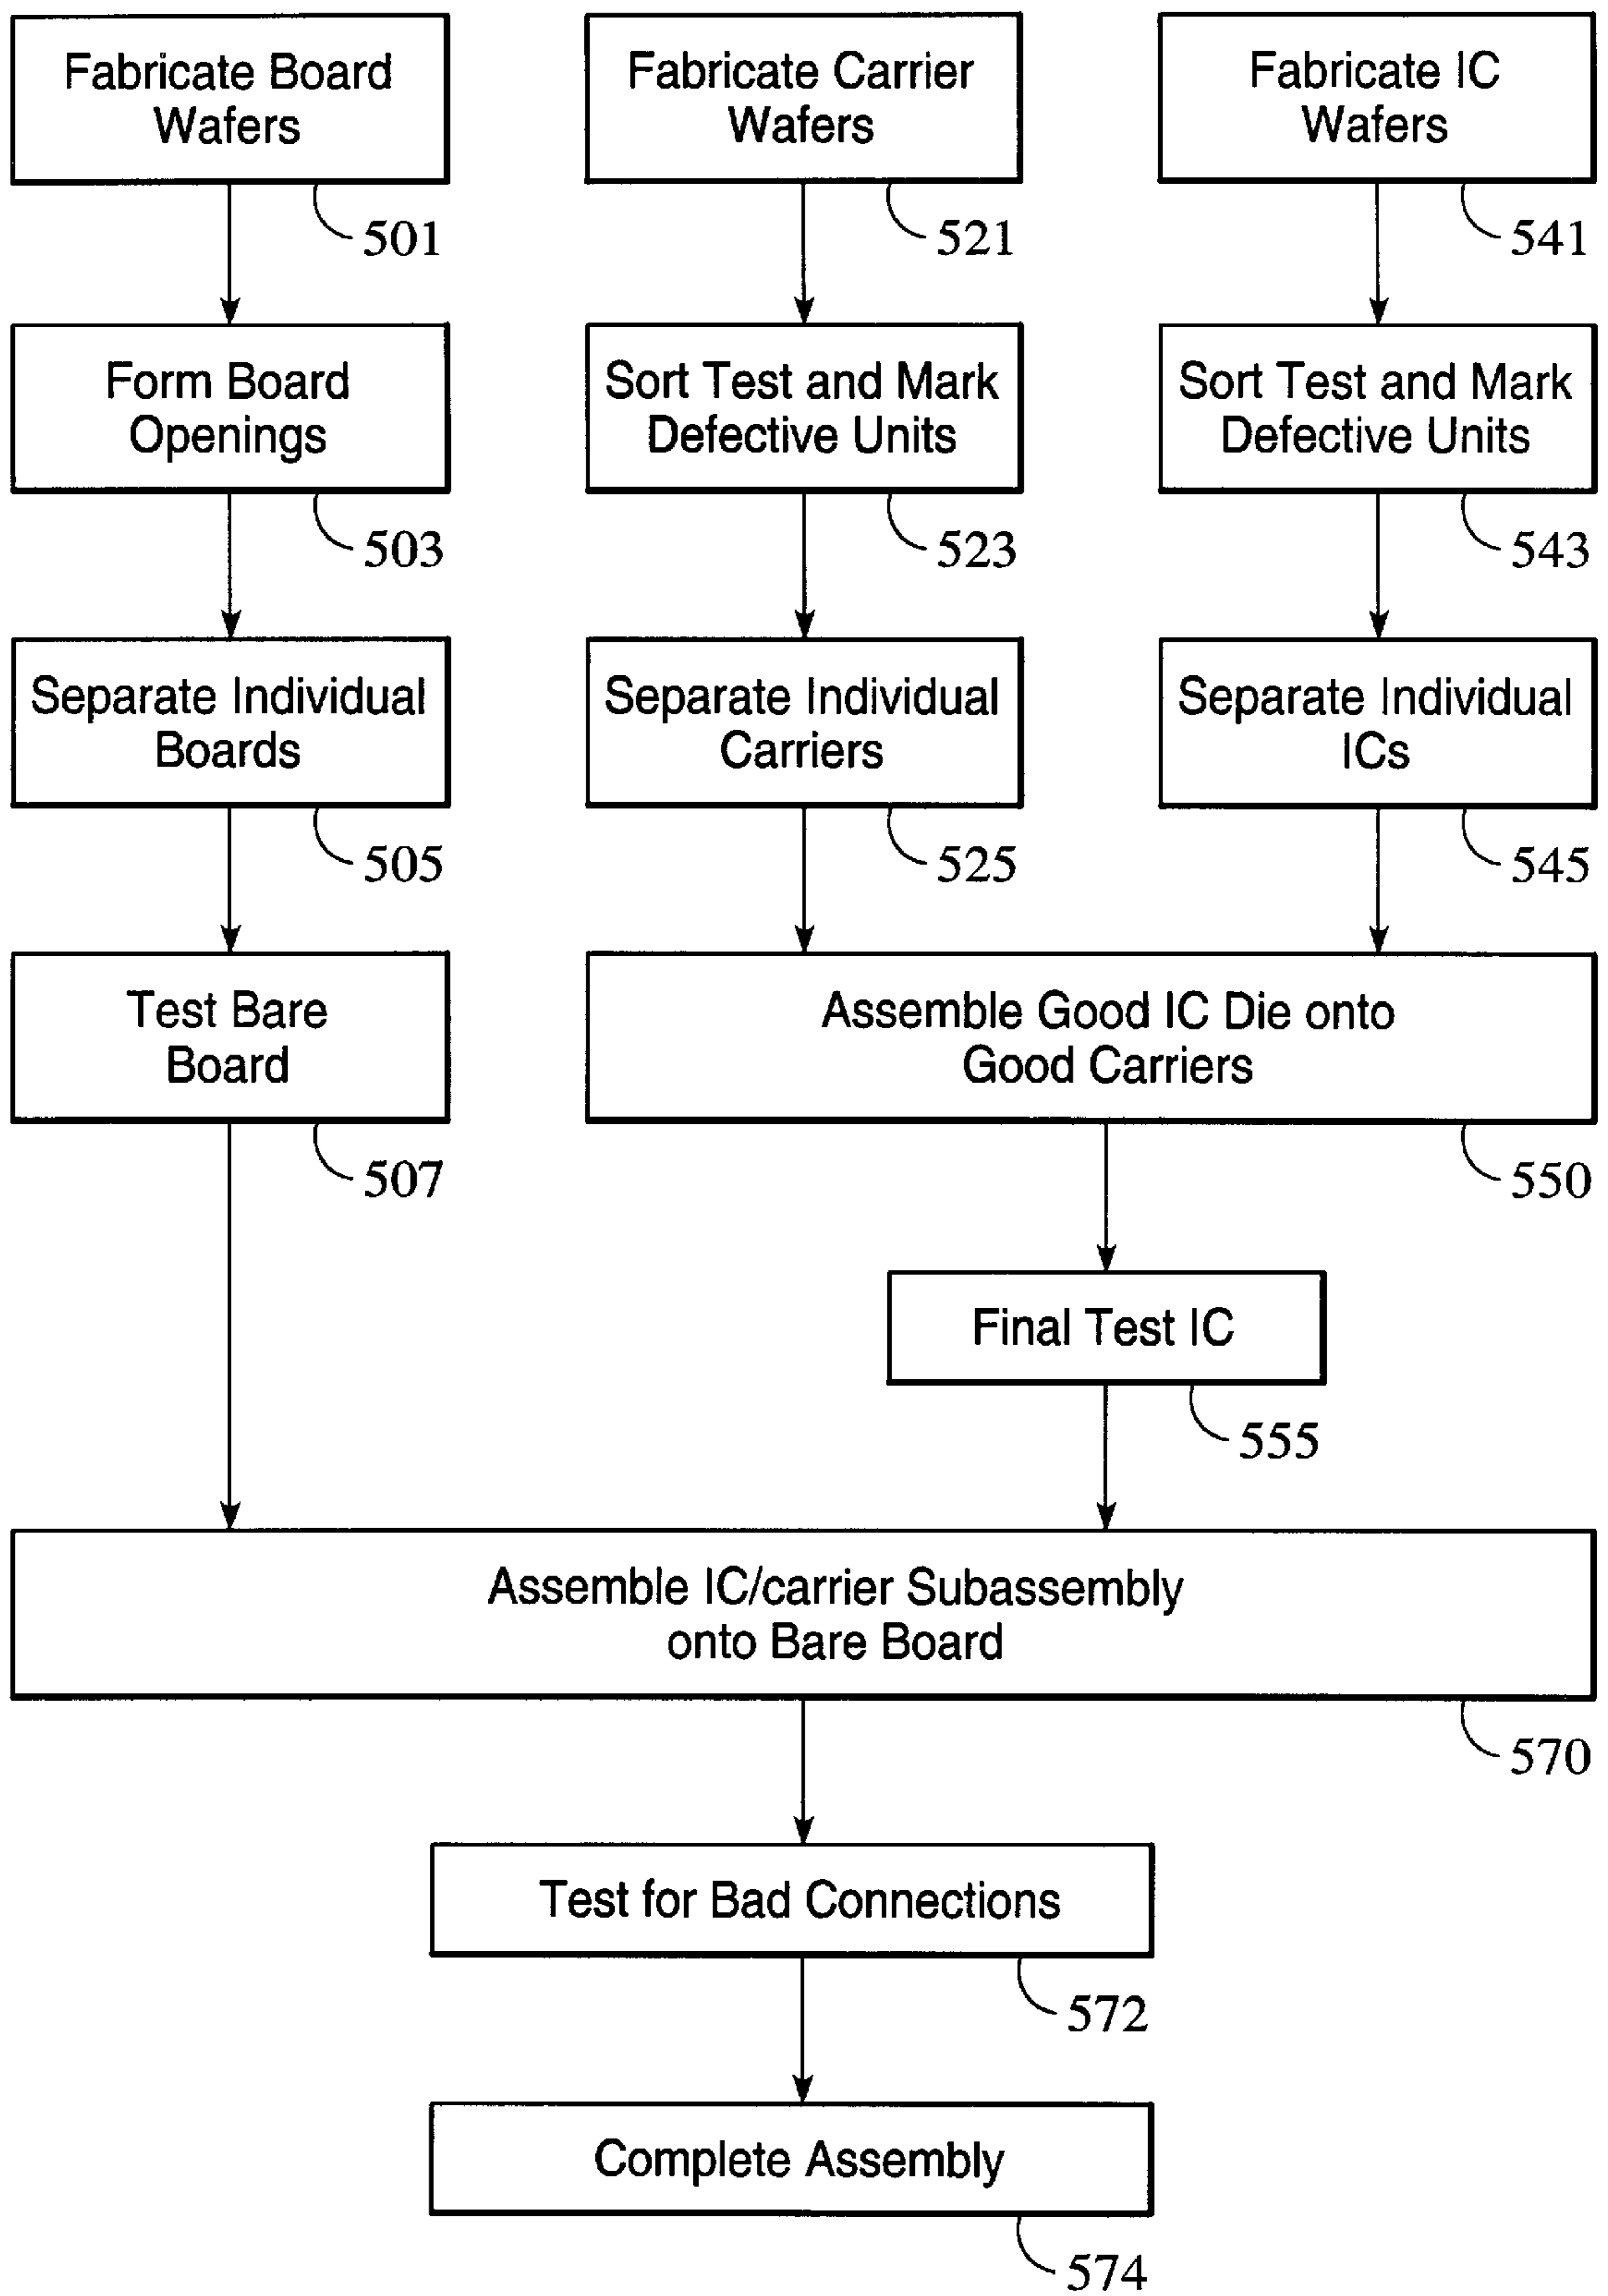 Fabricate Board
Wafers
501
Fabricate Carrier
Wafers
521
Fabricate IC
Wafers
541
Form Board
Openings
503
Sort Test and Mark
Defective Units
523
Sort Test and Mark
Defective Units
543
Separate Individual
Boards
505
Separate Individual
Carriers
525
Separate Individual
ICs
545
Test Bare
Board
507
Assemble Good IC Die onto
Good Carriers
550
Final Test IC
555
Assemble IC/carrier Subassembly
onto Bare Board
570
Test for Bad Connections
572
Complete Assembly
574